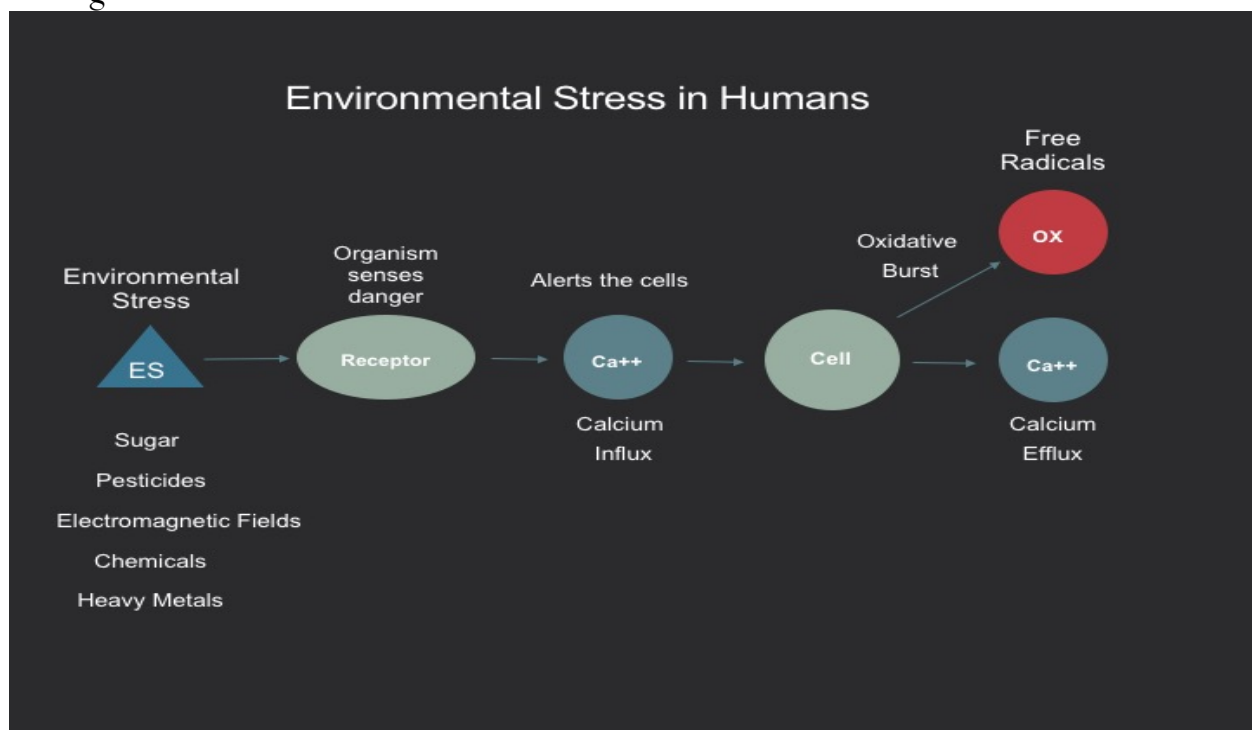 Environmental Stress in Humans
Free
Radicals
OX
Oxidative
Burst
Organism
senses
danger
Environmental
Stress
Alerts the cells
ES
Receptor
Ca++
Cell
Ca++
Calcium
Influx
Calcium
Efflux
Sugar
Pesticides
Electromagnetic Fields
Chemicals
Heavy Metals